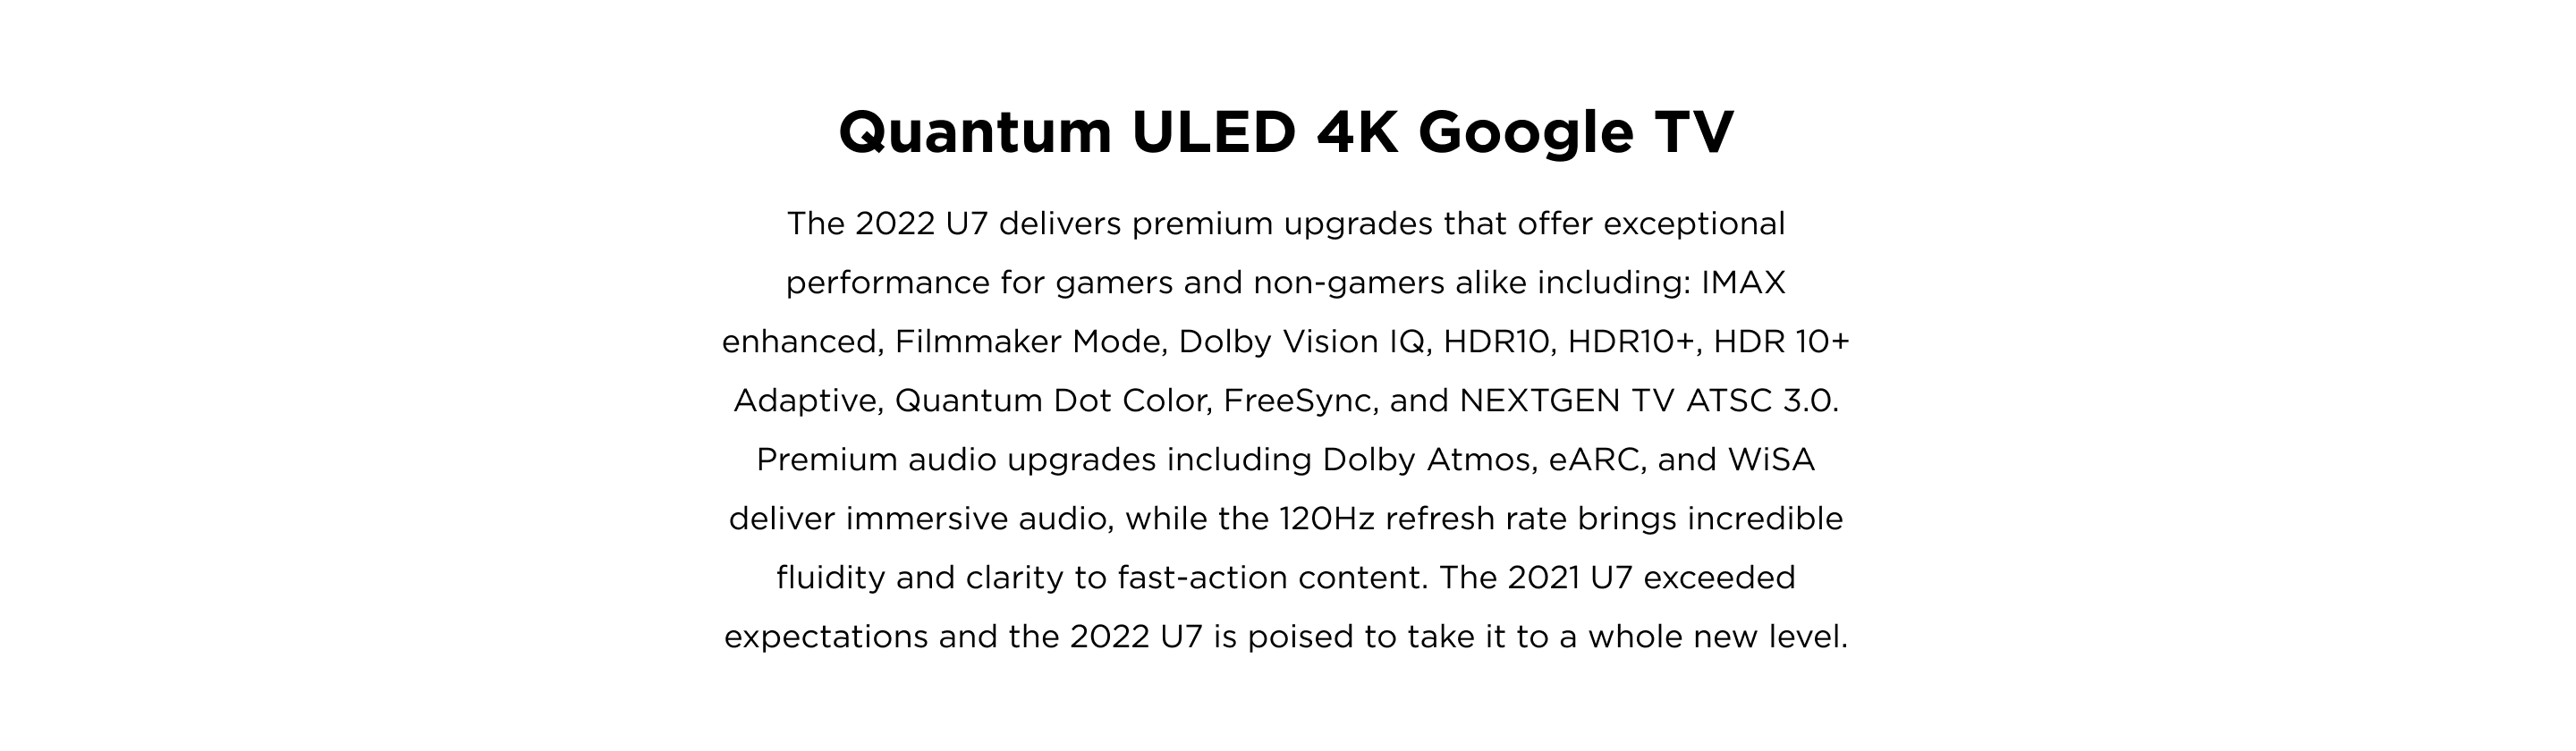 Quantum ULED 4K Google TV
The 2022 U7 delivers premium upgrades that offer exceptional
performance for gamers and non-gamers alike including: IMAX
enhanced, Filmmaker Mode, Dolby Vision IQ, HDR10, HDR10+, HDR 10+
Adaptive, Quantum Dot Color, FreeSync, and NEXTGEN TV ATSC 3.0.
Premium audio upgrades including Dolby Atmos, eARC, and WiSA
deliver immersive audio, while the 120Hz refresh rate brings incredible
fluidity and clarity to fast-action content. The 2021 U7 exceeded
expectations and the 2022 U7 is poised to take it to a whole new level.